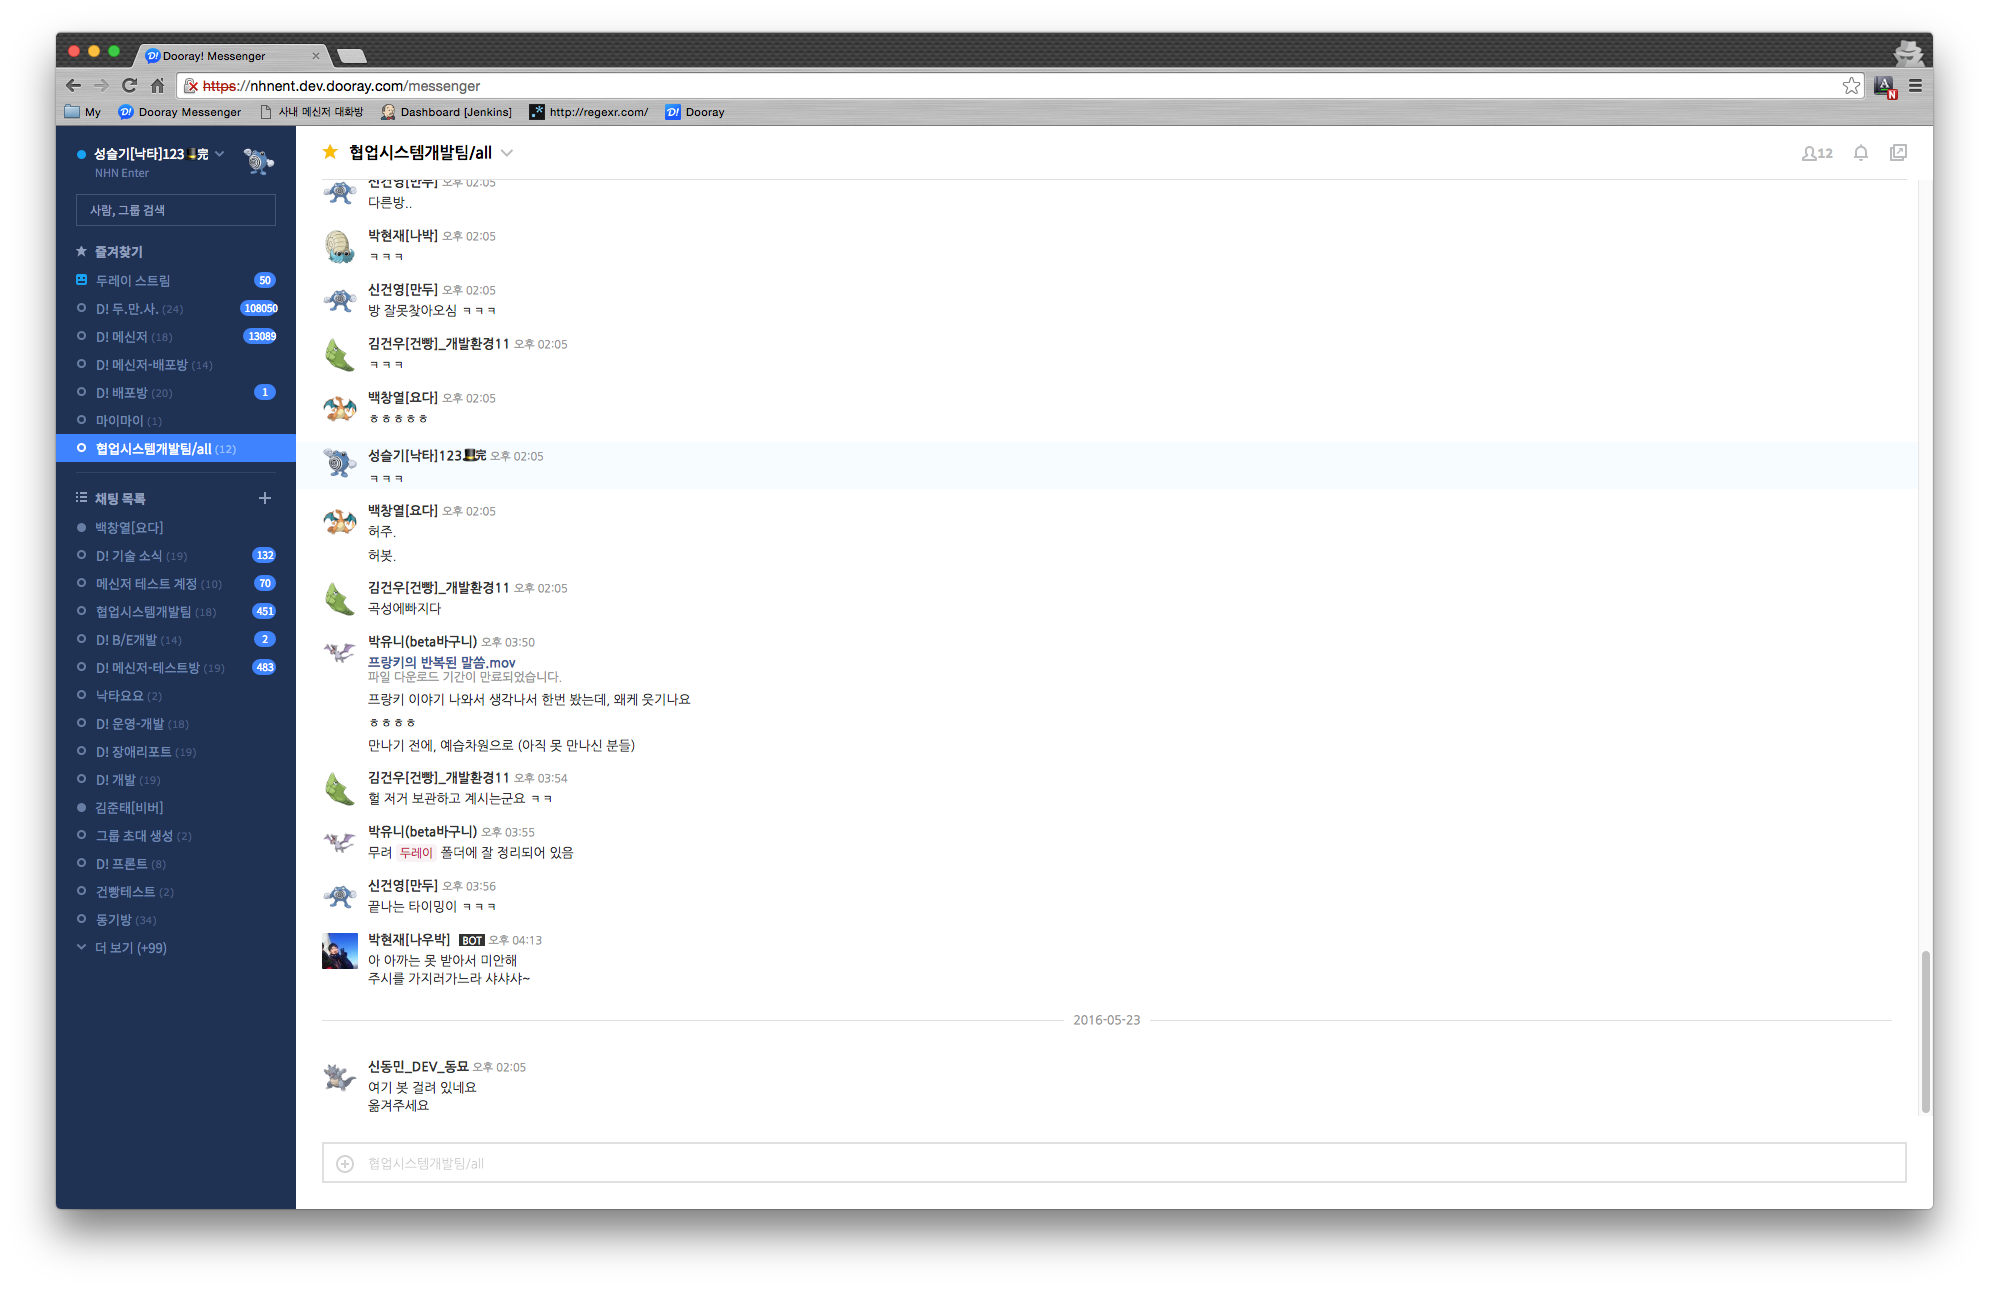 Dooray! Messenger
https://nhnent.dev.dooray.com/messenger
My
Dooray Messenger
사내 메신저 대화방
Dashboard [Jenkins]
http://regexr.com/
Dooray
성슬기[낙타]123🎩完
NHN Enter
사람, 그룹 검색
즐겨찾기
두레이 스트림 50
D! 두.만.사. (24) 108050
D! 메신저 (18) 13089
D! 메신저-배포방 (14)
D! 배포방 (20) 1
마이마이 (1)
협업시스템개발팀/all (12)
채팅 목록
백창열[요다]
D! 기술 소식 (19) 132
메신저 테스트 계정 (10) 70
협업시스템개발팀 (18) 451
D! B/E개발 (14) 2
D! 메신저-테스트방 (19) 483
낙타요요 (2)
D! 운영-개발 (18)
D! 장애리포트 (19)
D! 개발 (19)
김준태[비버]
그룹 초대 생성 (2)
D! 프론트 (8)
건빵테스트 (2)
동기방 (34)
더 보기 (+99)
협업시스템개발팀/all
12
신건영[만두] 오후 02:05
다른방..
박현재[나박] 오후 02:05
ㅋㅋㅋ
신건영[만두] 오후 02:05
방 잘못찾아오심 ㅋㅋㅋ
김건우[건빵]_개발환경11 오후 02:05
ㅋㅋㅋ
백창열[요다] 오후 02:05
ㅎㅎㅎㅎㅎ
성슬기[낙타]123🎩完 오후 02:05
ㅋㅋㅋ
백창열[요다] 오후 02:05
허주.
허봇.
김건우[건빵]_개발환경11 오후 02:05
곡성에빠지다
박유니(beta바구니) 오후 03:50
프랑키의 반복된 말씀.mov
파일 다운로드 기간이 만료되었습니다.
프랑키 이야기 나와서 생각나서 한번 봤는데, 왜케 웃기나요
ㅎㅎㅎㅎ
만나기 전에, 예습차원으로 (아직 못 만나신 분들)
김건우[건빵]_개발환경11 오후 03:54
헐 저거 보관하고 계시는군요 ㅋㅋ
박유니(beta바구니) 오후 03:55
무려 두레이 폴더에 잘 정리되어 있음
신건영[만두] 오후 03:56
끝나는 타이밍이 ㅋㅋㅋ
박현재[나우박] BOT 오후 04:13
아 아까는 못 받아서 미안해
주시를 가지러가느라 샤샤샤~
2016-05-23
신동민_DEV_동묘 오후 02:05
여기 봇 걸려 있네요
옮겨주세요
협업시스템개발팀/all